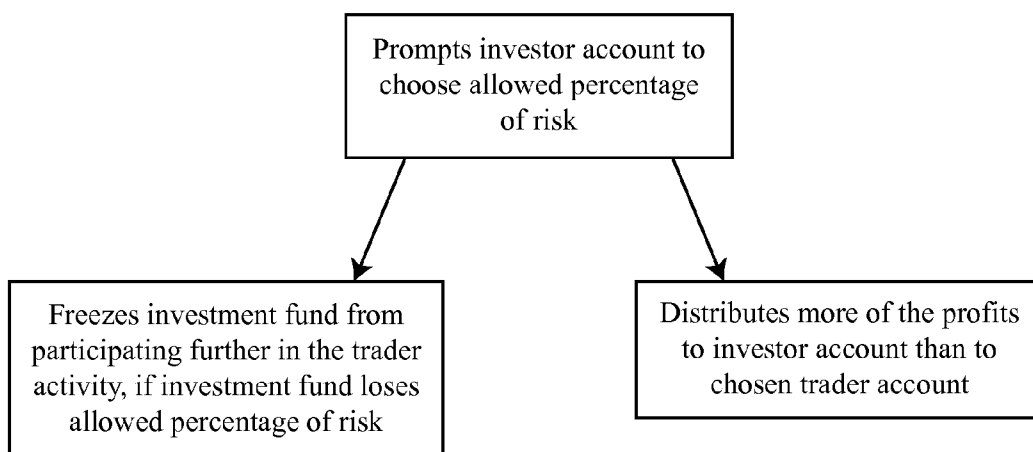 Prompts investor account to
choose allowed percentage
of risk
Freezes investment fund from
participating further in the trader
activity, if investment fund loses
allowed percentage of risk
Distributes more of the profits
to investor account than to
chosen trader account